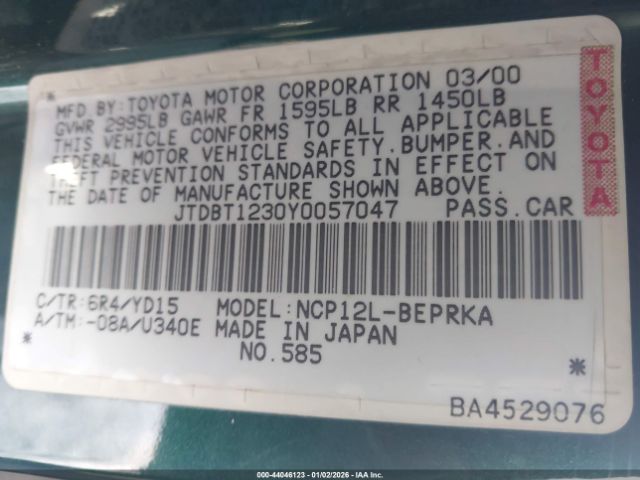 MFD BY:TOYOTA MOTOR CORPORATION 03/00
GVWR 2995LB GAWR FR 1595LB RR 1450LB
THIS VEHICLE CONFORMS TO ALL APPLICABLE
FEDERAL MOTOR VEHICLE SAFETY.BUMPER.AND
THEFT PREVENTION STANDARDS IN EFFECT ON
THE DATE OF MANUFACTURE SHOWN ABOVE.
JTDBT1230Y0057047 PASS.CAR
TOYOTA
C/TR:6R4/YD15 MODEL:NCP12L-BEPRKA
A/TM:-08A/U340E MADE IN JAPAN
NO.585
* *
BA4529076
000-44046123 - 01/02/2026 - IAA Inc.